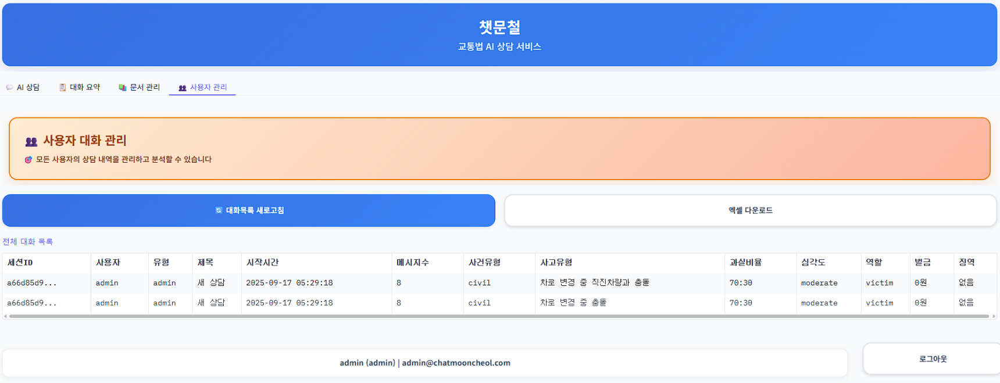 챗문철
교통법 AI 상담 서비스
AI 상담 대화 요약 문서 관리 사용자 관리
사용자 대화 관리
모든 사용자의 상담 내역을 관리하고 분석할 수 있습니다
대화목록 새로고침 엑셀 다운로드
전체 대화 목록
세션ID 사용자 유형 제목 시작시간 메시지수 사건유형 사고유형 과실비율 심각도 역할 벌금 징역
a66d85d9... admin admin 새 상담 2025-09-17 05:29:18 8 civil 차로 변경 중 직진차량과 충돌 70:30 moderate victim 0원 없음
a66d85d9... admin admin 새 상담 2025-09-17 05:29:18 8 civil 차로 변경 중 충돌 70:30 moderate victim 0원 없음
admin (admin) | admin@chatmooncheol.com 로그아웃